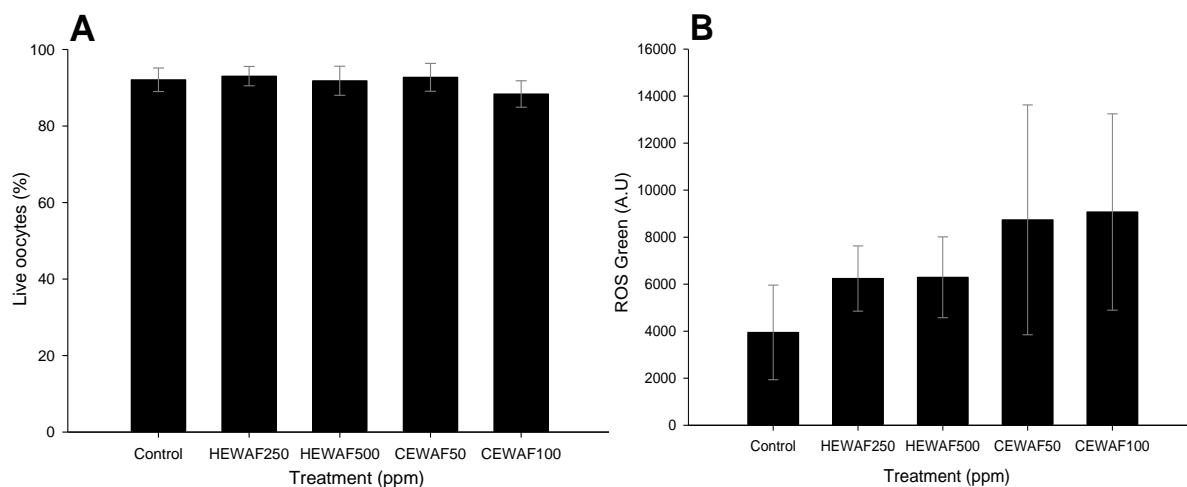 A
100
80
60
40
20
0
Live oocytes (%)
Control HEWAF250 HEWAF500 CEWAF50 CEWAF100
Treatment (ppm)
B
16000
14000
12000
10000
8000
6000
4000
2000
0
ROS Green (A.U)
Control HEWAF250 HEWAF500 CEWAF50 CEWAF100
Treatment (ppm)